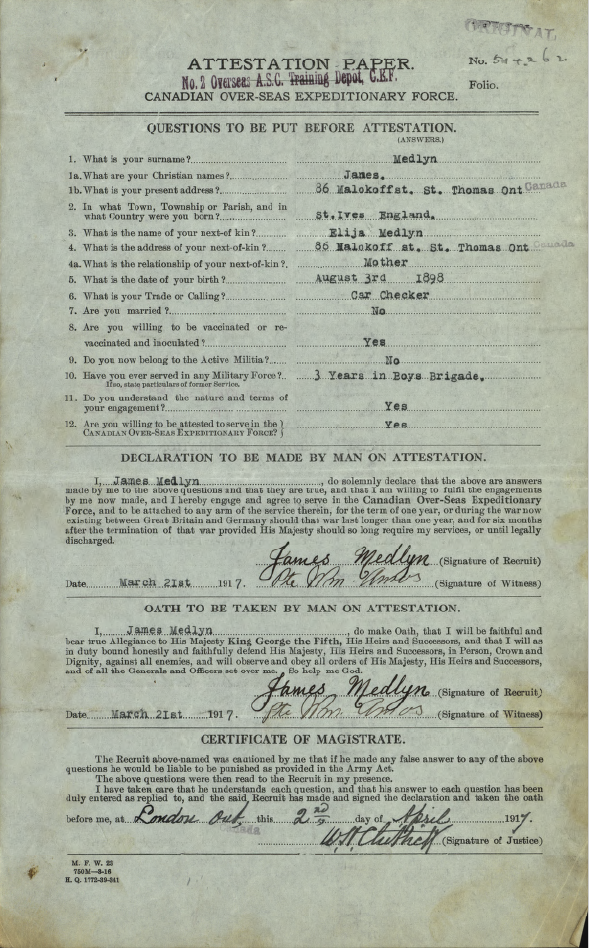 ORIGINAL
ATTESTATION PAPER.
No.
No. 2 Overseas A.S.C. Training Depot, C.E.F.
Folio.
CANADIAN OVER-SEAS EXPEDITIONARY FORCE.
QUESTIONS TO BE PUT BEFORE ATTESTATION.
(ANSWERS.)
1. What is your surname? Medlyn
1a. What are your Christian names? James.
1b. What is your present address? 86 Malokoff st. St. Thomas Ont Canada
2. In what Town, Township or Parish, and in
what Country were you born? St.Ives England.
3. What is the name of your next-of kin? Elija Medlyn
4. What is the address of your next-of-kin? 86 Malakoff st. St. Thomas Ont Canada
4a. What is the relationship of your next-of-kin? Mother
5. What is the date of your birth? August 3rd 1898
6. What is your Trade or Calling? Car Checker
7. Are you married? No
8. Are you willing to be vaccinated or re-
vaccinated and inoculated? Yes
9. Do you now belong to the Active Militia? No
10. Have you ever served in any Military Force? 3 Years in Boys Brigade.
If so, state particulars of former Service.
11. Do you understand the nature and terms of
your engagement? Yes
12. Are you willing to be attested to serve in the
CANADIAN OVER-SEAS EXPEDITIONARY FORCE? Yes
DECLARATION TO BE MADE BY MAN ON ATTESTATION.
I, James Medlyn, do solemnly declare that the above are answers
made by me to the above questions and that they are true, and that I am willing to fulfil the engagements
by me now made, and I hereby engage and agree to serve in the Canadian Over-Seas Expeditionary
Force, and to be attached to any arm of the service therein, for the term of one year, or during the war now
existing between Great Britain and Germany should that war last longer than one year, and for six months
after the termination of that war provided His Majesty should so long require my services, or until legally
discharged.
James Medlyn (Signature of Recruit)
Date March 21st 1917. Pte Wm (Signature of Witness)
OATH TO BE TAKEN BY MAN ON ATTESTATION.
I, James Medlyn, do make Oath, that I will be faithful and
bear true Allegiance to His Majesty King George the Fifth, His Heirs and Successors, and that I will as
in duty bound honestly and faithfully defend His Majesty, His Heirs and Successors, in Person, Crown and
Dignity, against all enemies, and will observe and obey all orders of His Majesty, His Heirs and Successors,
and of all the Generals and Officers set over me. So help me God.
James Medlyn (Signature of Recruit)
Date March 21st 1917. Pte Wm (Signature of Witness)
CERTIFICATE OF MAGISTRATE.
The Recruit above-named was cautioned by me that if he made any false answer to any of the above
questions he would be liable to be punished as provided in the Army Act.
The above questions were then read to the Recruit in my presence.
I have taken care that he understands each question, and that his answer to each question has been
duly entered as replied to, and the said Recruit has made and signed the declaration and taken the oath
before me, at London Ont. this 2nd day of April 1917.
(Signature of Justice)
M. F. W. 23
750M—8-16
H. Q. 1772-39-841